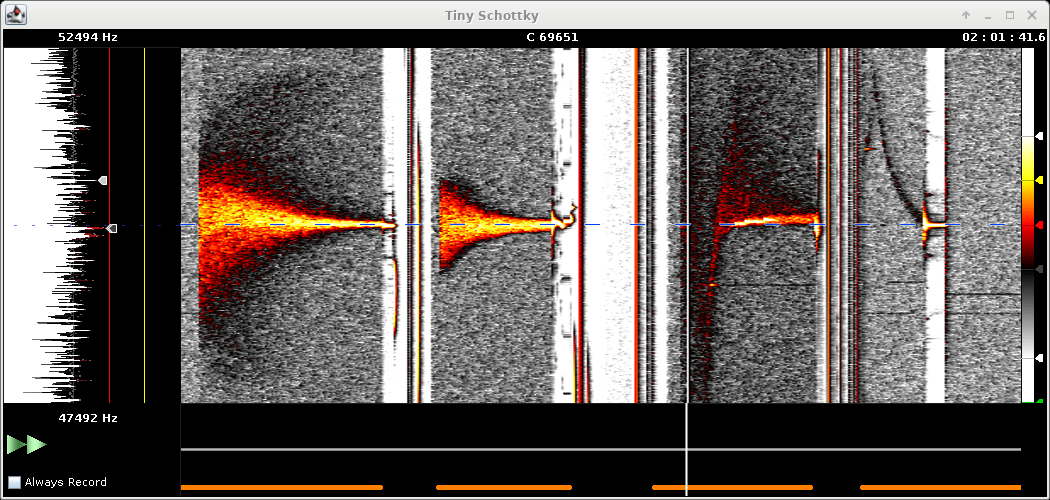 Tiny Schottky
52494 Hz C 69651 02:01:41.6
47492 Hz
Always Record